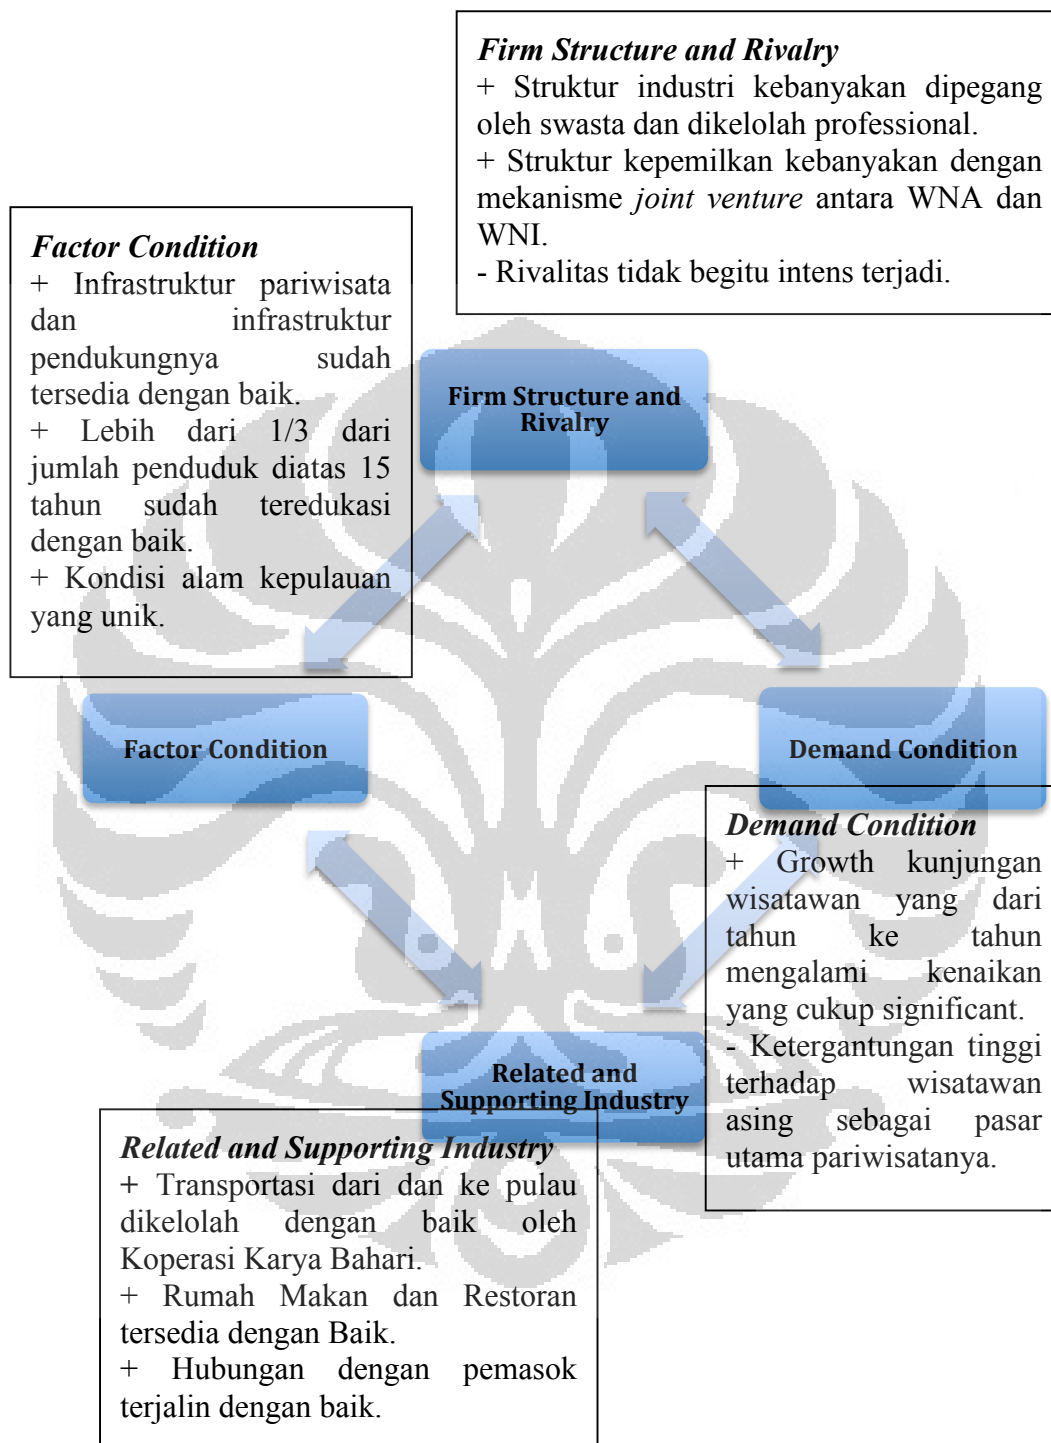 Firm Structure and Rivalry
+ Struktur industri kebanyakan dipegang
oleh swasta dan dikelolah professional.
+ Struktur kepemilkan kebanyakan dengan
mekanisme joint venture antara WNA dan
WNI.
- Rivalitas tidak begitu intens terjadi.
Factor Condition
+ Infrastruktur pariwisata
dan infrastruktur
pendukungnya sudah
tersedia dengan baik.
+ Lebih dari 1/3 dari
jumlah penduduk diatas 15
tahun sudah teredukasi
dengan baik.
+ Kondisi alam kepulauan
yang unik.
Firm Structure and
Rivalry
Factor Condition
Demand Condition
Demand Condition
+ Growth kunjungan
wisatawan yang dari
tahun ke tahun
mengalami kenaikan
yang cukup significant.
- Ketergantungan tinggi
terhadap wisatawan
asing sebagai pasar
utama pariwisatanya.
Related and
Supporting Industry
Related and Supporting Industry
+ Transportasi dari dan ke pulau
dikelolah dengan baik oleh
Koperasi Karya Bahari.
+ Rumah Makan dan Restoran
tersedia dengan Baik.
+ Hubungan dengan pemasok
terjalin dengan baik.